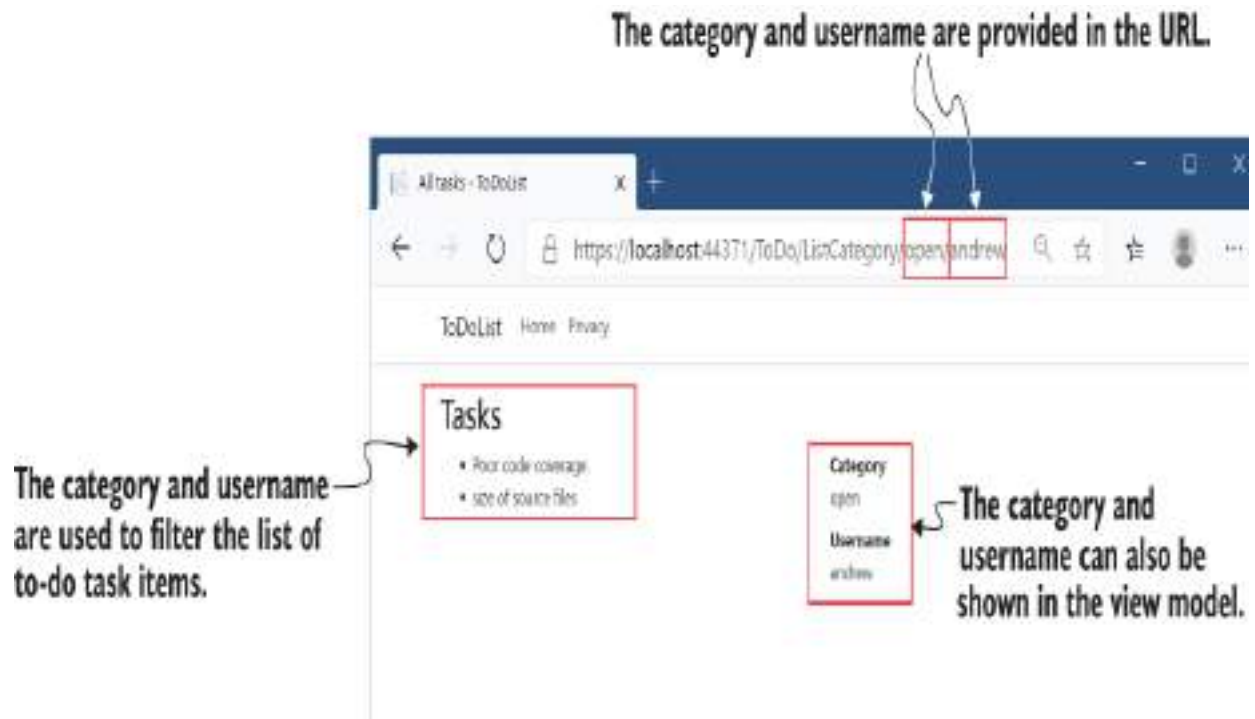 The category and username are provided in the URL.
All tasks - ToDoList
https://localhost:44371/ToDo/ListCategory/open/andrew
ToDoList Home Privacy
Tasks
• Poor code coverage
• size of source files
The category and username
are used to filter the list of
to-do task items.
Category
open
Username
andrew
The category and
username can also be
shown in the view model.